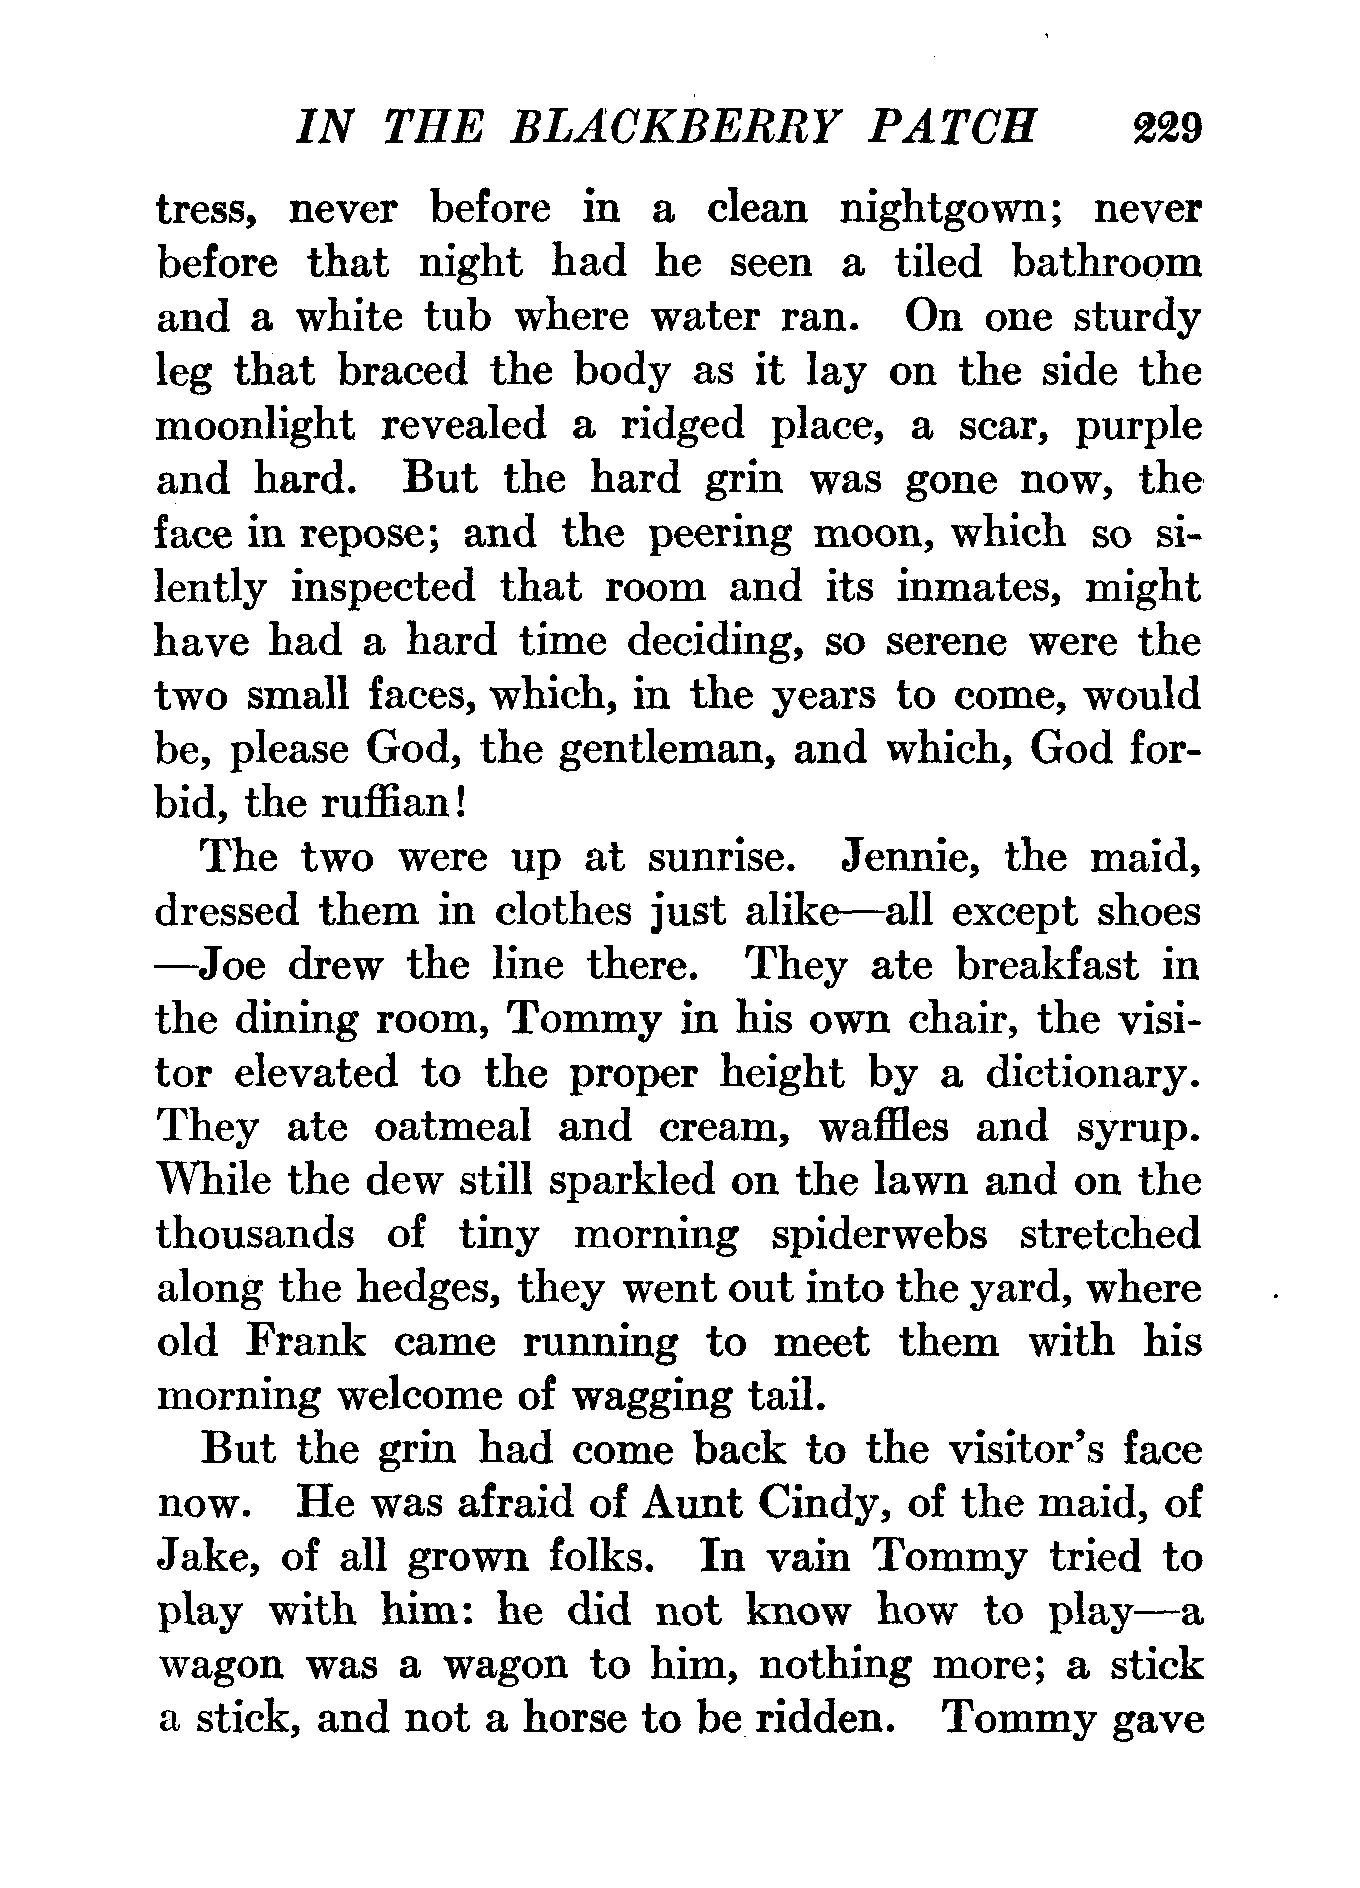 IN THE BLACKBERRY PATCH 229
tress, never before in a clean nightgown; never
before that night had he seen a tiled bathroom
and a white tub where water ran. On one sturdy
leg that braced the body as it lay on the side the
moonlight revealed a ridged place, a scar, purple
and hard. But the hard grin was gone now, the
face in repose; and the peering moon, which so si-
lently inspected that room and its inmates, might
have had a hard time deciding, so serene were the
two small faces, which, in the years to come, would
be, please God, the gentleman, and which, God for-
bid, the ruffian!
The two were up at sunrise. Jennie, the maid,
dressed them in clothes just alike—all except shoes
—Joe drew the line there. They ate breakfast in
the dining room, Tommy in his own chair, the visi-
tor elevated to the proper height by a dictionary.
They ate oatmeal and cream, waffles and syrup.
While the dew still sparkled on the lawn and on the
thousands of tiny morning spiderwebs stretched
along the hedges, they went out into the yard, where
old Frank came running to meet them with his
morning welcome of wagging tail.
But the grin had come back to the visitor's face
now. He was afraid of Aunt Cindy, of the maid, of
Jake, of all grown folks. In vain Tommy tried to
play with him: he did not know how to play—a
wagon was a wagon to him, nothing more; a stick
a stick, and not a horse to be ridden. Tommy gave